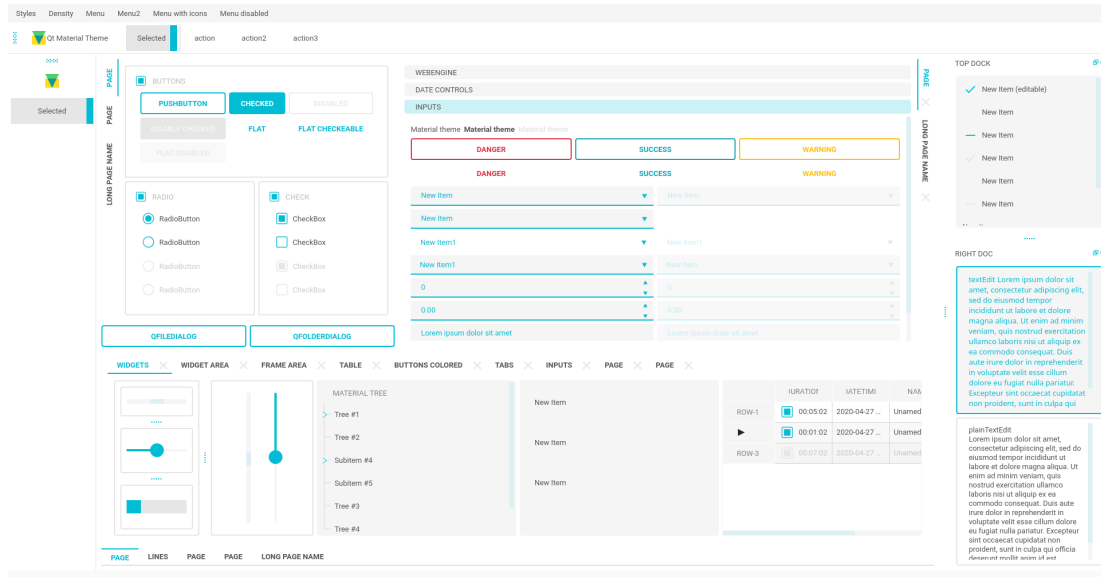 Styles Density Menu Menu2 Menu with icons Menu disabled
Qt Material Theme Selected action action2 action3
Selected
PAGE
PAGE
LONG PAGE NAME
BUTTONS
PUSHBUTTON CHECKED DISABLED
DISABLE CHECKED FLAT FLAT CHECKEABLE
FLAT DISABLED
RADIO
RadioButton
RadioButton
RadioButton
RadioButton
CHECK
CheckBox
CheckBox
CheckBox
CheckBox
QFILEDIALOG QFOLDERDIALOG
WEBENGINE
DATE CONTROLS
INPUTS
Material theme Material theme Material theme
DANGER SUCCESS WARNING
DANGER SUCCESS WARNING
New Item New Item
New Item
New Item1 New Item1
New Item1 New Item
0 0
0.00 0.00
Lorem ipsum dolor sit amet Lorem ipsum dolor sit amet
PAGE
LONG PAGE NAME
TOP DOCK
New Item (editable)
New Item
New Item
New Item
New Item
New Item
RIGHT DOC
textEdit Lorem ipsum dolor sit
amet, consectetur adipiscing elit,
sed do eiusmod tempor
incididunt ut labore et dolore
magna aliqua. Ut enim ad minim
veniam, quis nostrud exercitation
ullamco laboris nisi ut aliquip ex
ea commodo consequat. Duis
aute irure dolor in reprehenderit
in voluptate velit esse cillum
dolore eu fugiat nulla pariatur.
Excepteur sint occaecat cupidatat
non proident, sunt in culpa qui
plainTextEdit
Lorem ipsum dolor sit amet,
consectetur adipiscing elit, sed do
eiusmod tempor incididunt ut
labore et dolore magna aliqua. Ut
enim ad minim veniam, quis
nostrud exercitation ullamco
laboris nisi ut aliquip ex ea
commodo consequat. Duis aute
irure dolor in reprehenderit in
voluptate velit esse cillum dolore
eu fugiat nulla pariatur. Excepteur
sint occaecat cupidatat non
proident, sunt in culpa qui officia
deserunt mollit anim id est
WIDGETS WIDGET AREA FRAME AREA TABLE BUTTONS COLORED TABS INPUTS PAGE PAGE
MATERIAL TREE
Tree #1
Tree #2
Subitem #4
Subitem #5
Tree #3
Tree #4
New Item
New Item
New Item
ROW-1 00:05:02 2020-04-27 ... Unamed
00:01:02 2020-04-27 ... Unamed
ROW-3 00:07:02 2020-04-27 ... Unamed
PAGE LINES PAGE PAGE LONG PAGE NAME